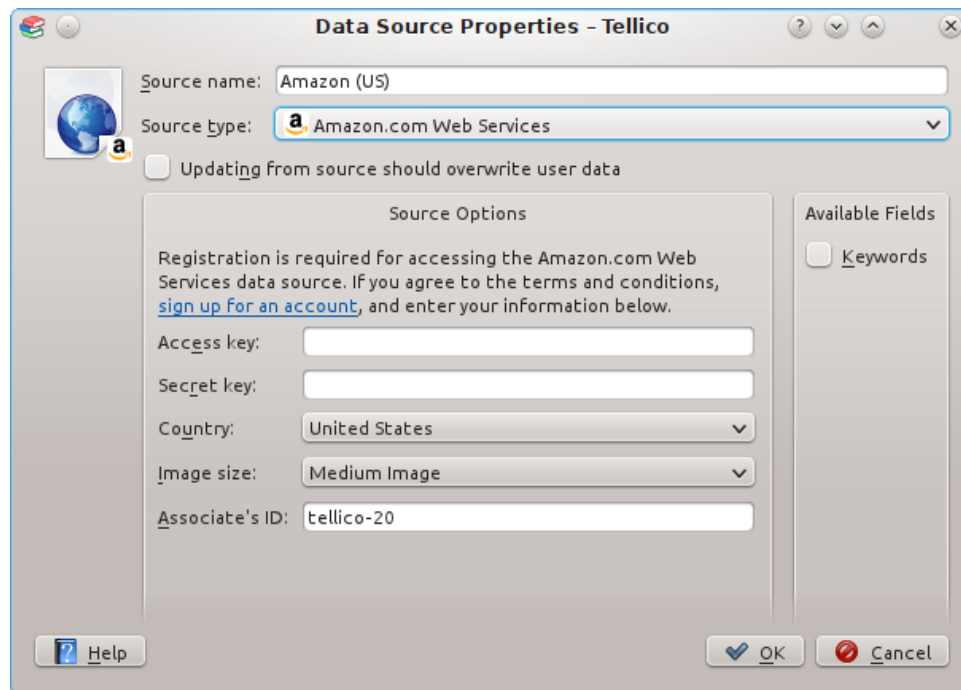 Data Source Properties – Tellico
Source name: Amazon (US)
Source type: Amazon.com Web Services
Updating from source should overwrite user data
Source Options
Registration is required for accessing the Amazon.com Web
Services data source. If you agree to the terms and conditions,
sign up for an account, and enter your information below.
Access key:
Secret key:
Country: United States
Image size: Medium Image
Associate's ID: tellico-20
Available Fields
Keywords
Help
OK
Cancel